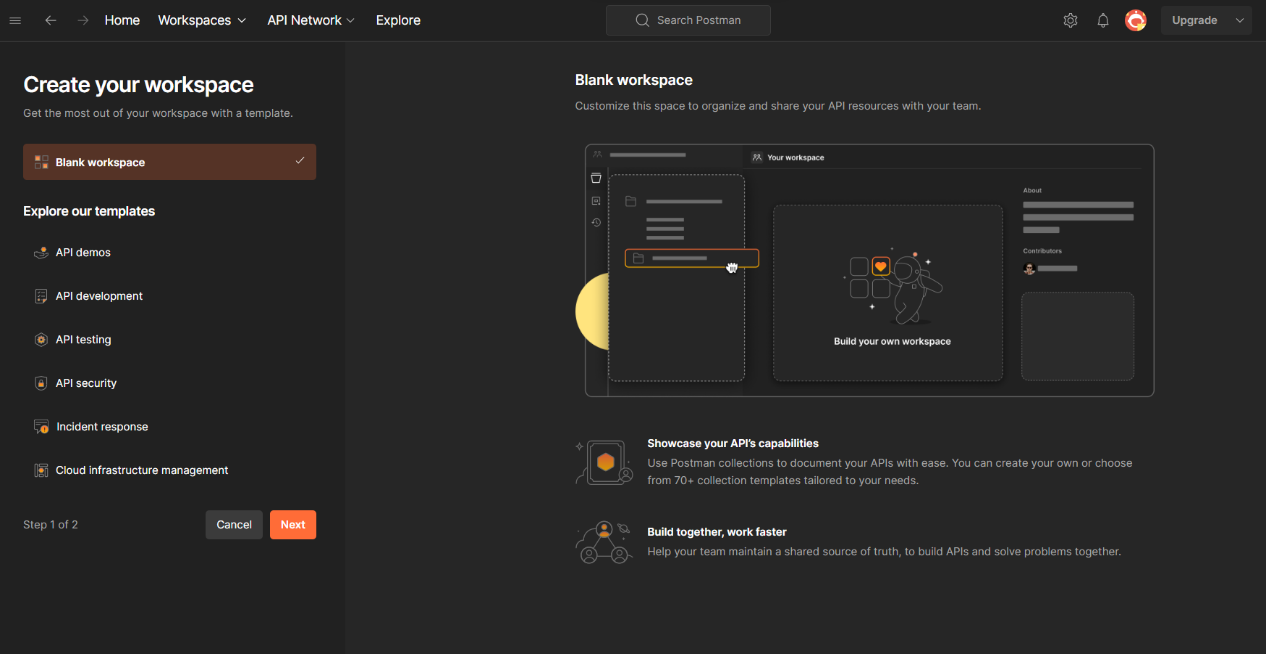 Home Workspaces API Network Explore Search Postman Upgrade
Create your workspace
Get the most out of your workspace with a template.
Blank workspace
Explore our templates
API demos
API development
API testing
API security
Incident response
Cloud infrastructure management
Step 1 of 2 Cancel Next
Blank workspace
Customize this space to organize and share your API resources with your team.
Your workspace
About
Contributors
Build your own workspace
Showcase your API's capabilities
Use Postman collections to document your APIs with ease. You can create your own or choose
from 70+ collection templates tailored to your needs.
Build together, work faster
Help your team maintain a shared source of truth, to build APIs and solve problems together.